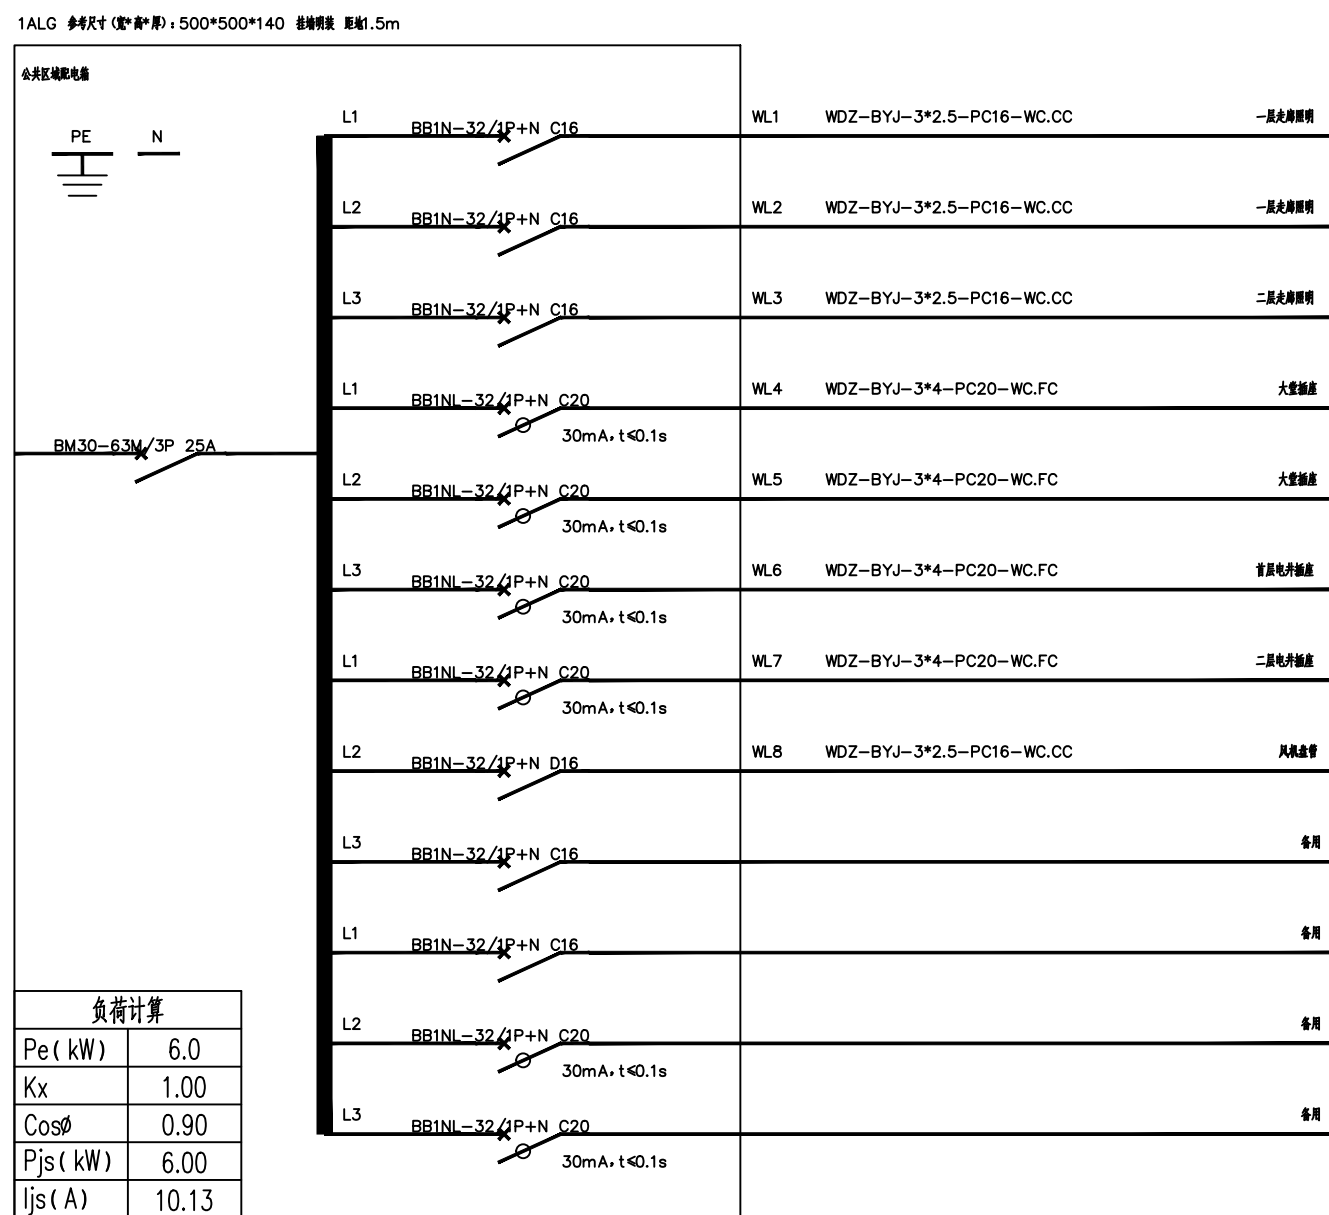 1ALG 参考尺寸(宽*高*厚):500*500*140 挂墙明装 距地1.5m
公共区域配电箱
PE N
L1 BB1N-32/1P+N C16 WL1 WDZ-BYJ-3*2.5-PC16-WC.CC 一层走廊照明
L2 BB1N-32/1P+N C16 WL2 WDZ-BYJ-3*2.5-PC16-WC.CC 一层走廊照明
L3 BB1N-32/1P+N C16 WL3 WDZ-BYJ-3*2.5-PC16-WC.CC 二层走廊照明
L1 BB1NL-32/1P+N C20 WL4 WDZ-BYJ-3*4-PC20-WC.FC 大堂插座
30mA,t≤0.1s
BM30-63M/3P 25A
L2 BB1NL-32/1P+N C20 WL5 WDZ-BYJ-3*4-PC20-WC.FC 大堂插座
30mA,t≤0.1s
L3 BB1NL-32/1P+N C20 WL6 WDZ-BYJ-3*4-PC20-WC.FC 首层电井插座
30mA,t≤0.1s
L1 BB1NL-32/1P+N C20 WL7 WDZ-BYJ-3*4-PC20-WC.FC 二层电井插座
30mA,t≤0.1s
L2 BB1N-32/1P+N D16 WL8 WDZ-BYJ-3*2.5-PC16-WC.CC 风机盘管
L3 BB1N-32/1P+N C16 备用
L1 BB1N-32/1P+N C16 备用
L2 BB1NL-32/1P+N C20 备用
30mA,t≤0.1s
L3 BB1NL-32/1P+N C20 备用
30mA,t≤0.1s
负荷计算
Pe(kW) 6.0
Kx 1.00
Cosø 0.90
Pjs(kW) 6.00
Ijs(A) 10.13